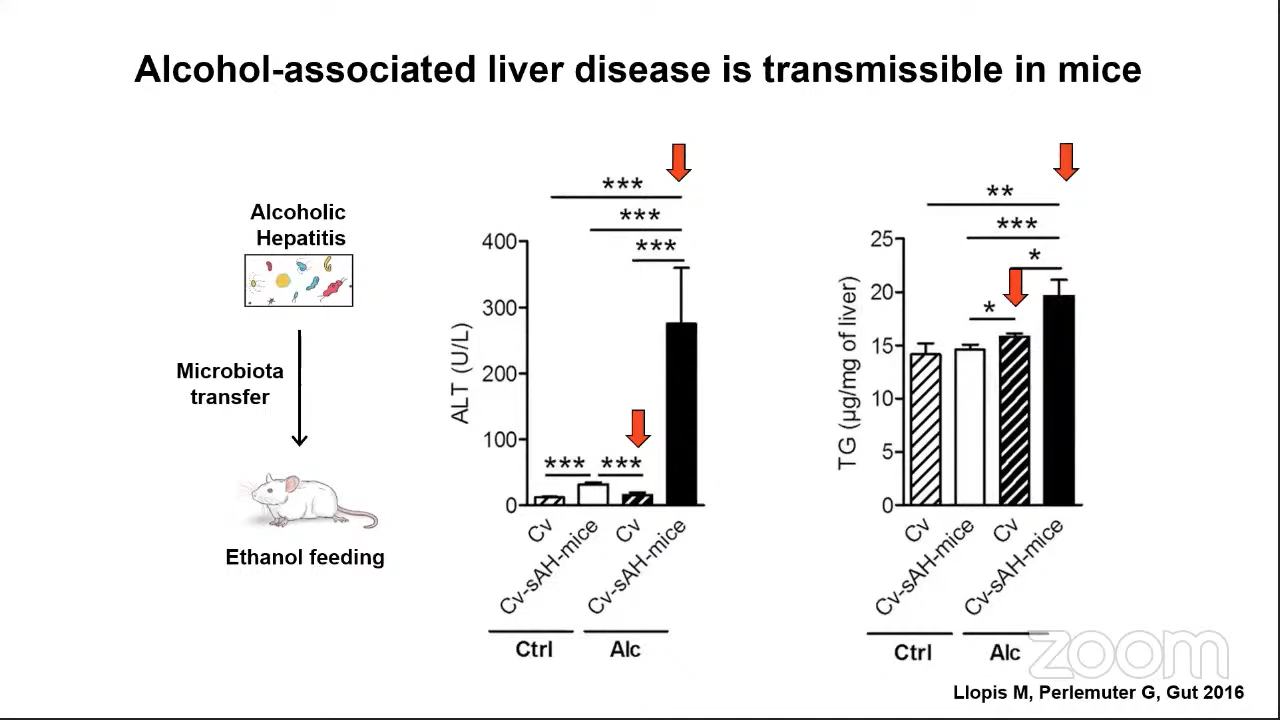 Alcohol-associated liver disease is transmissible in mice
Alcoholic
Hepatitis
Microbiota
transfer
Ethanol feeding
ALT (U/L)
400
300
200
100
0
***
***
***
***
***
Cv
Cv-sAH-mice
Cv
Cv-sAH-mice
Ctrl
Alc
TG (µg/mg of liver)
25
20
15
10
5
0
**
***
*
*
Cv
Cv-sAH-mice
Cv
Cv-sAH-mice
Ctrl
Alc
zoom
Llopis M, Perlemuter G, Gut 2016